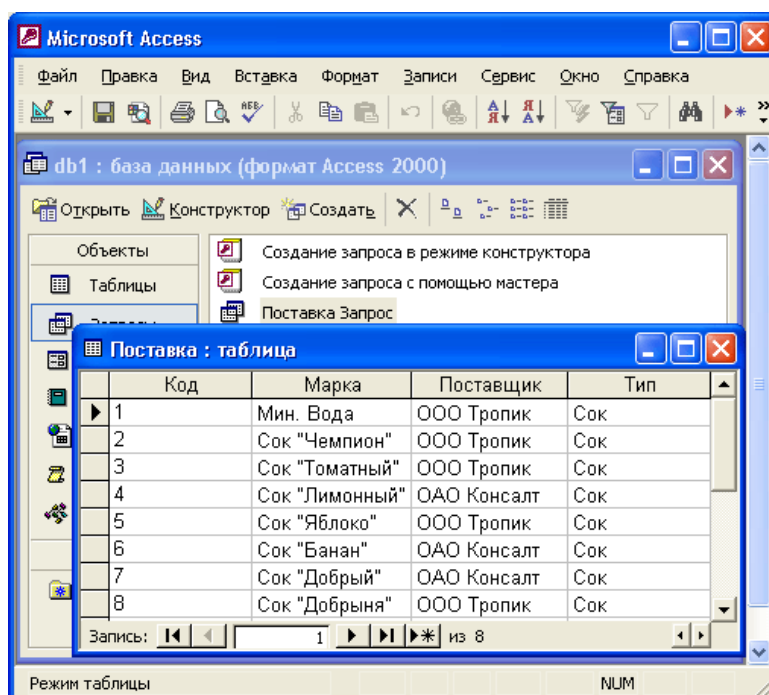 Microsoft Access
Файл Правка Вид Вставка Формат Записи Сервис Окно Справка
db1 : база данных (формат Access 2000)
Открыть Конструктор Создать
Объекты
Создание запроса в режиме конструктора
Таблицы
Создание запроса с помощью мастера
Поставка Запрос
Поставка : таблица
Код Марка Поставщик Тип
1 Мин. Вода ООО Тропик Сок
2 Сок "Чемпион" ООО Тропик Сок
3 Сок "Томатный" ООО Тропик Сок
4 Сок "Лимонный" ОАО Консалт Сок
5 Сок "Яблоко" ООО Тропик Сок
6 Сок "Банан" ОАО Консалт Сок
7 Сок "Добрый" ОАО Консалт Сок
8 Сок "Добрыня" ООО Тропик Сок
Запись: 1 из 8
Режим таблицы NUM